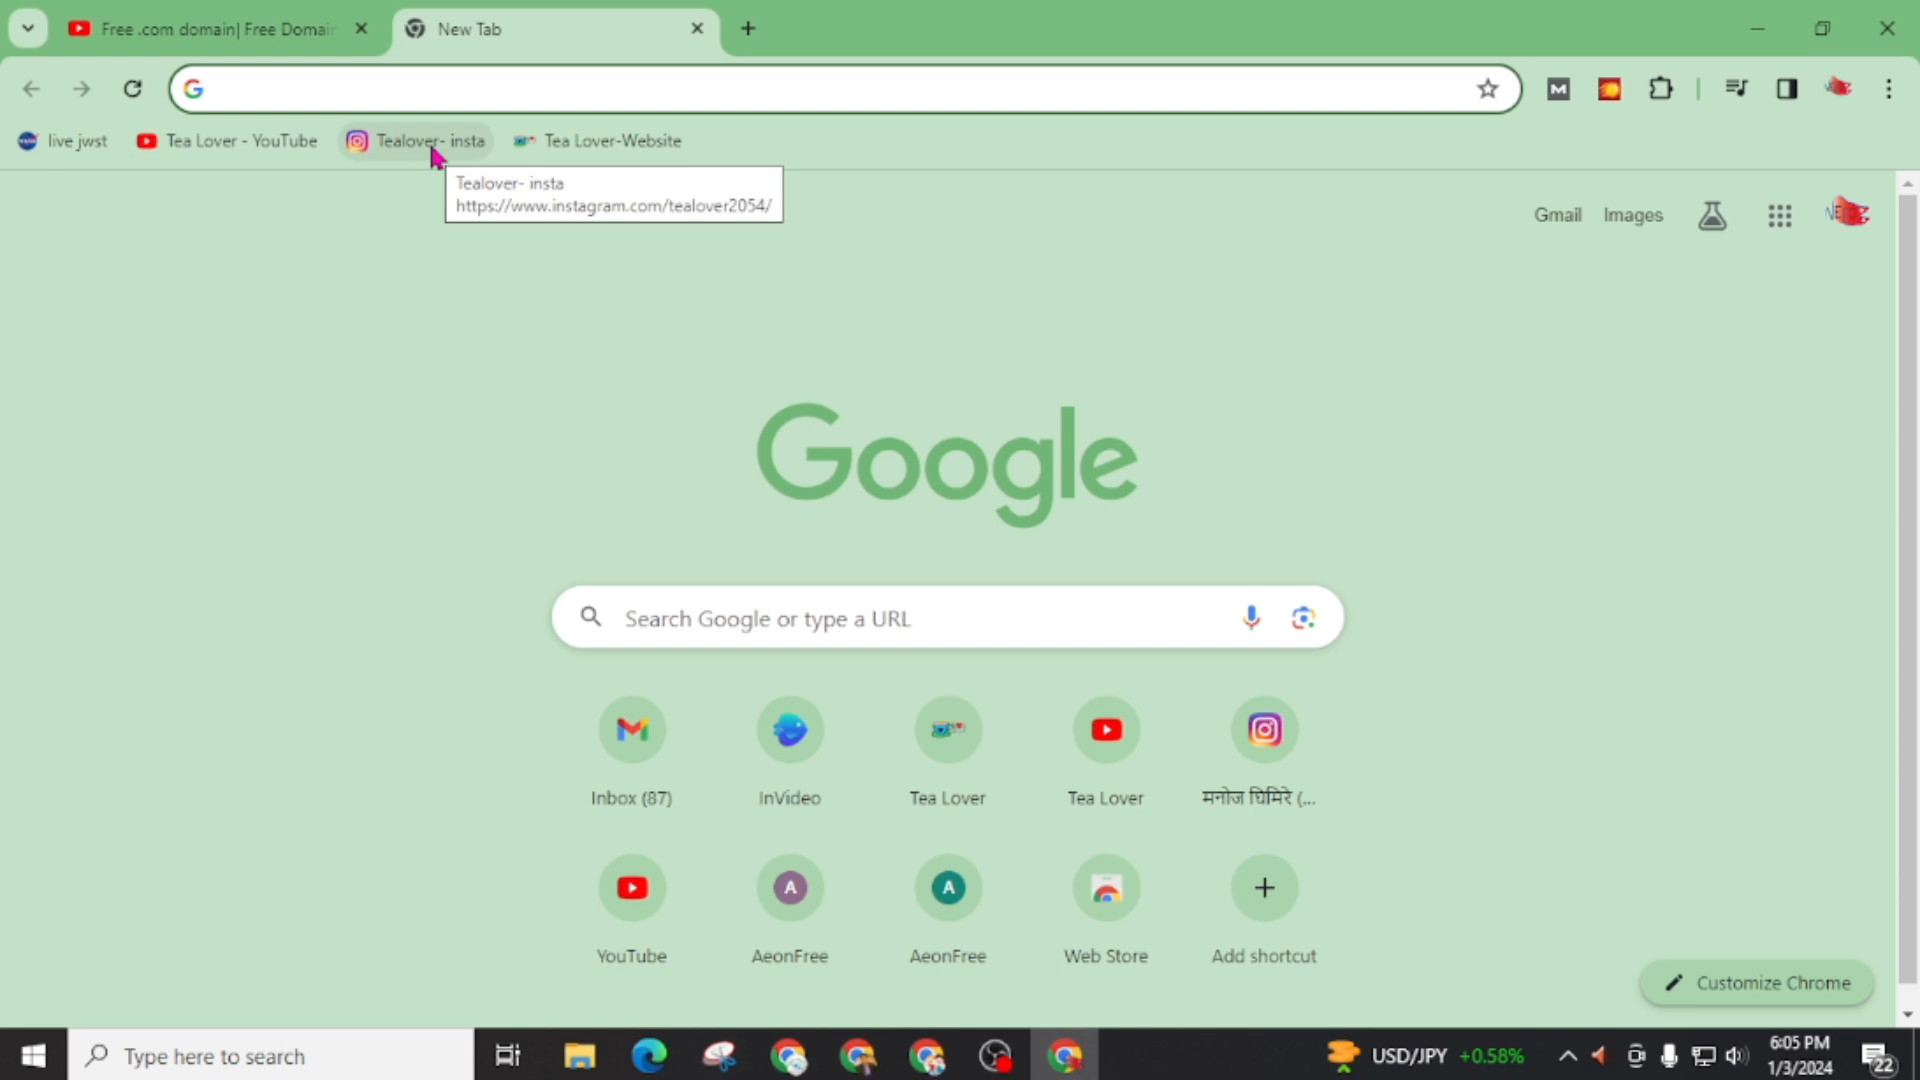 Free .com domain| Free Domain
New Tab
live jwst
Tea Lover - YouTube
Tealover- insta
Tea Lover-Website
Tealover- insta
https://www.instagram.com/tealover2054/
Gmail
Images
Google
Search Google or type a URL
Inbox (87)
InVideo
Tea Lover
Tea Lover
मनोज घिमिरे (...
YouTube
AeonFree
AeonFree
Web Store
Add shortcut
Customize Chrome
Type here to search
USD/JPY +0.58%
6:05 PM
1/3/2024
22